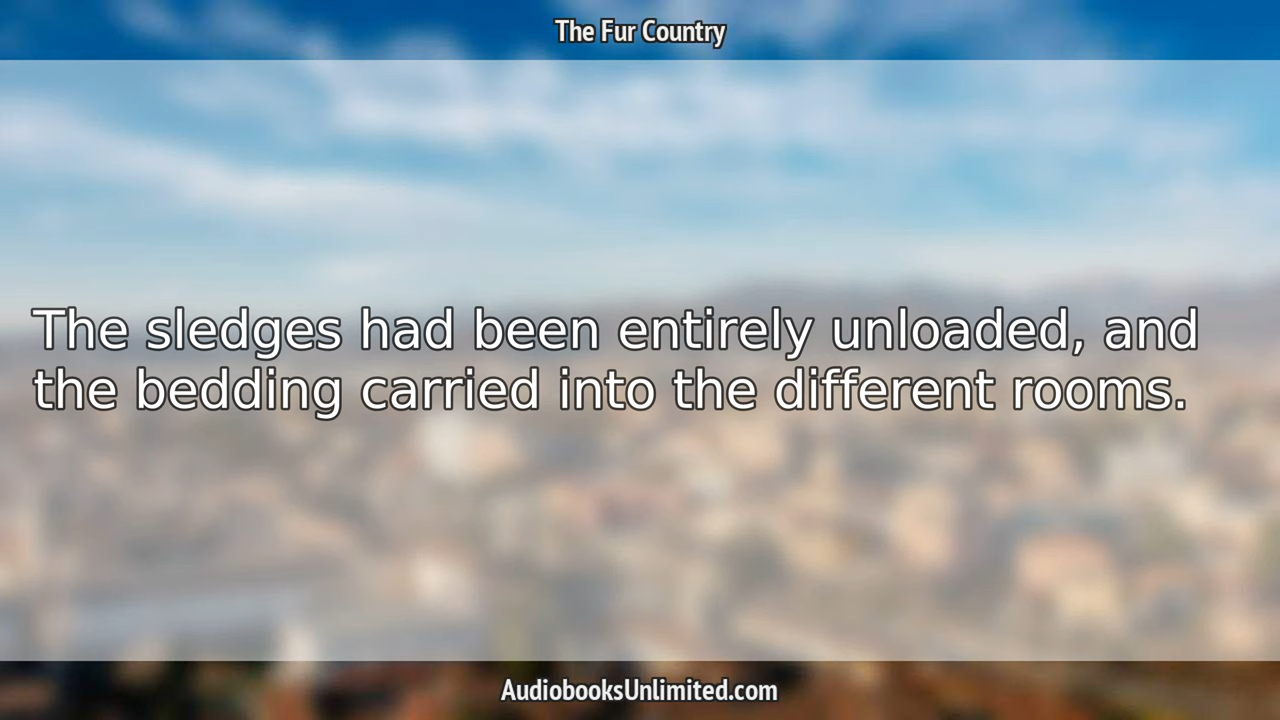 The Fur Country
The sledges had been entirely unloaded, and
the bedding carried into the different rooms.
AudiobooksUnlimited.com